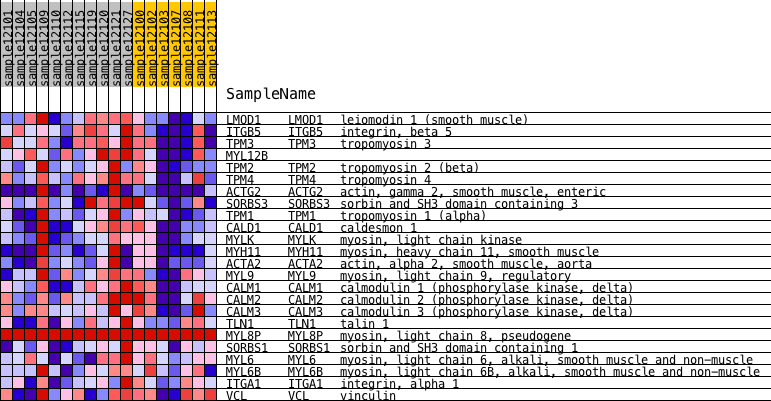 sample12101
sample12104
sample12105
sample12109
sample12110
sample12112
sample12115
sample12119
sample12120
sample12121
sample12127
sample12100
sample12102
sample12103
sample12107
sample12108
sample12111
sample12113
SampleName
LMOD1 LMOD1 leiomodin 1 (smooth muscle)
ITGB5 ITGB5 integrin, beta 5
TPM3 TPM3 tropomyosin 3
MYL12B
TPM2 TPM2 tropomyosin 2 (beta)
TPM4 TPM4 tropomyosin 4
ACTG2 ACTG2 actin, gamma 2, smooth muscle, enteric
SORBS3 SORBS3 sorbin and SH3 domain containing 3
TPM1 TPM1 tropomyosin 1 (alpha)
CALD1 CALD1 caldesmon 1
MYLK MYLK myosin, light chain kinase
MYH11 MYH11 myosin, heavy chain 11, smooth muscle
ACTA2 ACTA2 actin, alpha 2, smooth muscle, aorta
MYL9 MYL9 myosin, light chain 9, regulatory
CALM1 CALM1 calmodulin 1 (phosphorylase kinase, delta)
CALM2 CALM2 calmodulin 2 (phosphorylase kinase, delta)
CALM3 CALM3 calmodulin 3 (phosphorylase kinase, delta)
TLN1 TLN1 talin 1
MYL8P MYL8P myosin, light chain 8, pseudogene
SORBS1 SORBS1 sorbin and SH3 domain containing 1
MYL6 MYL6 myosin, light chain 6, alkali, smooth muscle and non-muscle
MYL6B MYL6B myosin, light chain 6B, alkali, smooth muscle and non-muscle
ITGA1 ITGA1 integrin, alpha 1
VCL VCL vinculin